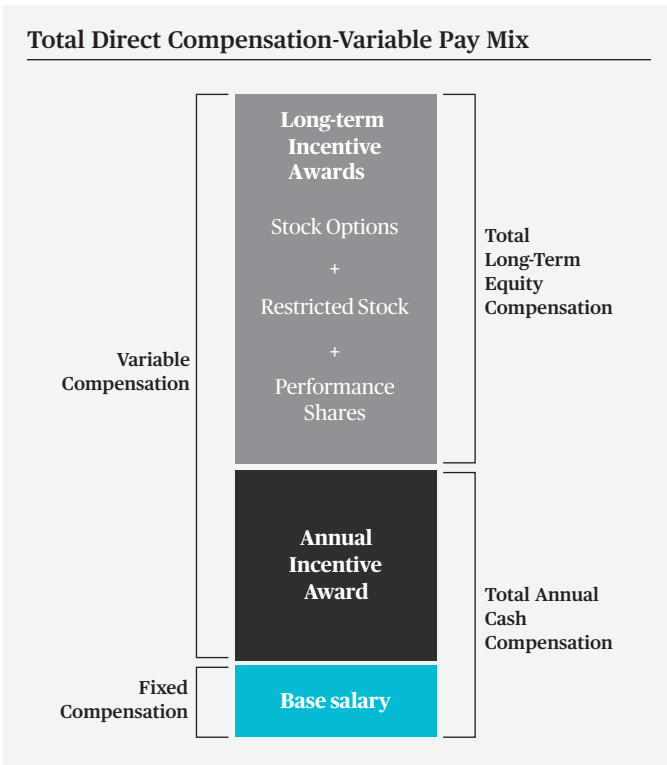 Total Direct Compensation-Variable Pay Mix
Long-term
Incentive
Awards
Stock Options
+
Restricted Stock
+
Performance
Shares
Total
Long-Term
Equity
Compensation
Variable
Compensation
Annual
Incentive
Award
Total Annual
Cash
Compensation
Fixed
Compensation
Base salary